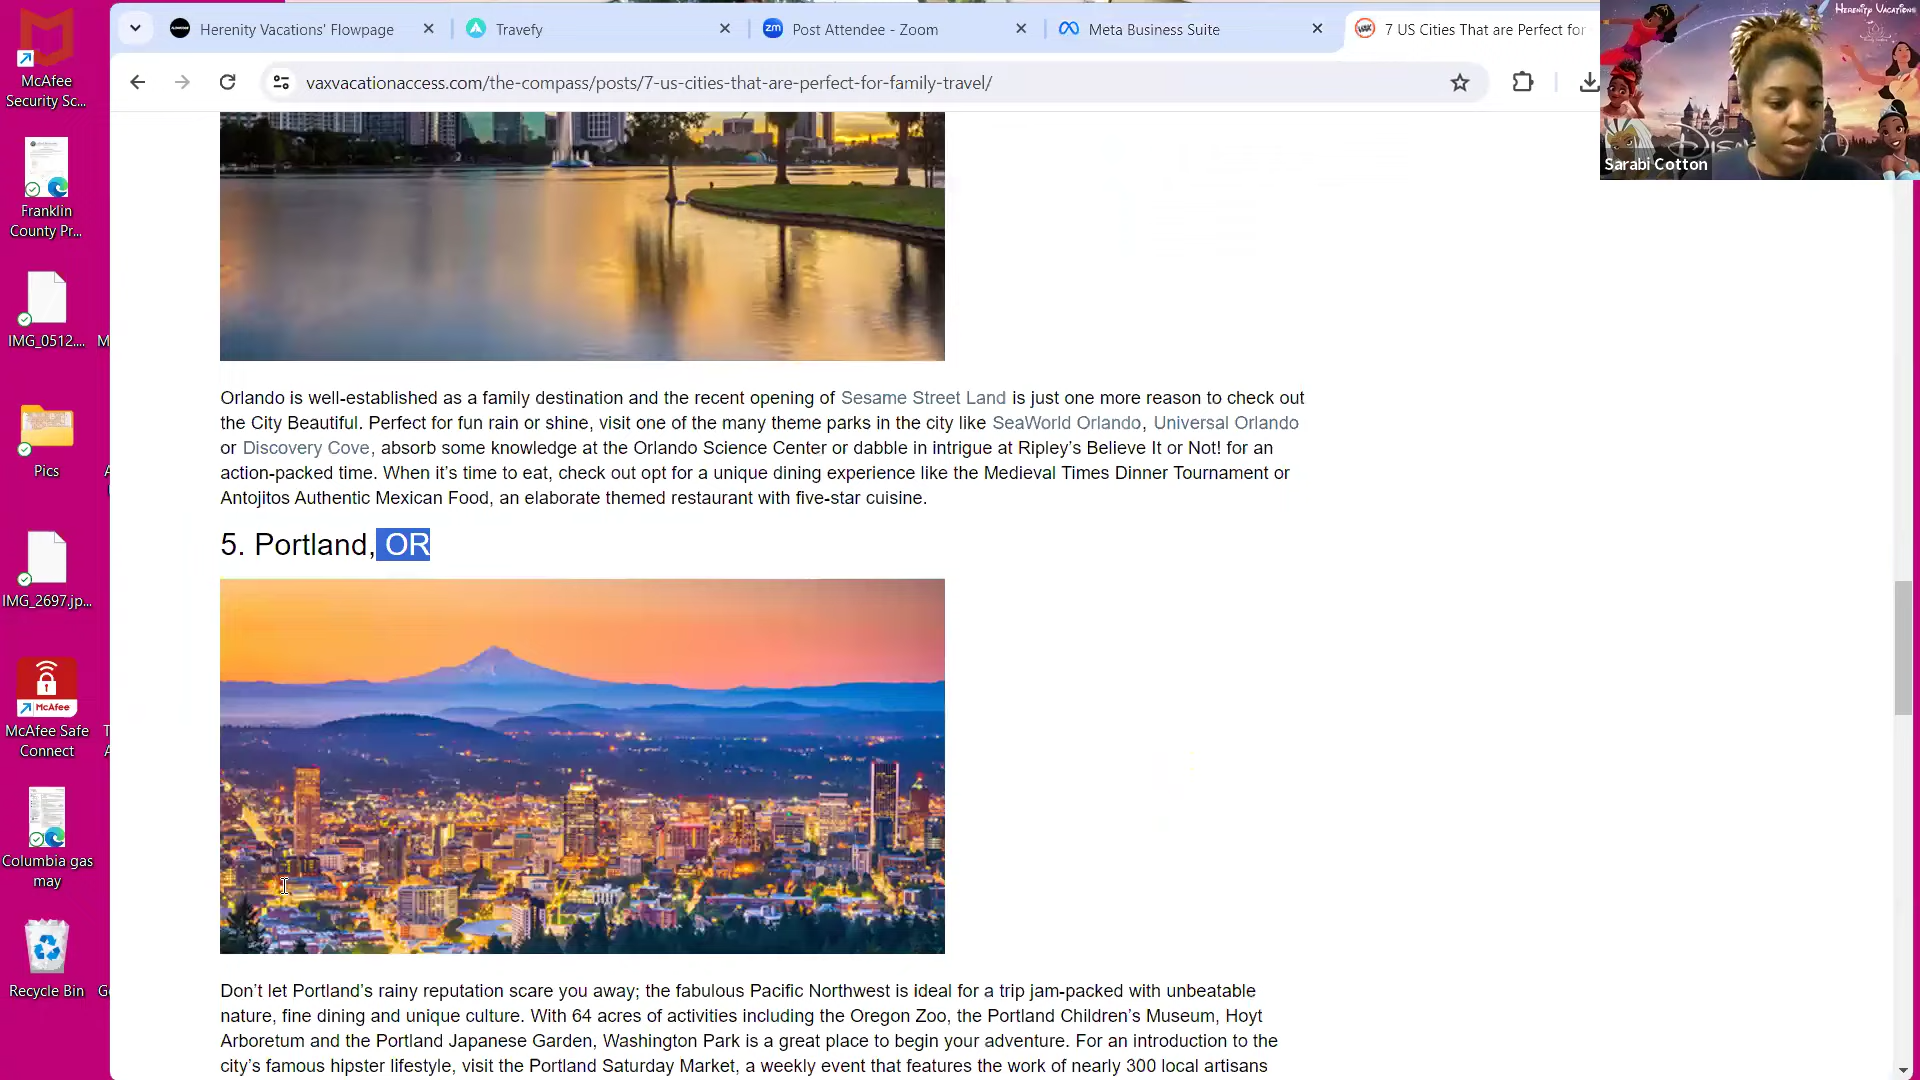 Herenity Vacations' Flowpage
Travefy
Post Attendee - Zoom
Meta Business Suite
7 US Cities That are Perfect for
vaxvacationaccess.com/the-compass/posts/7-us-cities-that-are-perfect-for-family-travel/
HERENITY VACATIONS
Sarabi Cotton
McAfee
Security Sc...
Franklin
County Pr...
IMG_0512....
Pics
IMG_2697.jp...
McAfee
McAfee Safe
Connect
Columbia gas
may
Recycle Bin
Orlando is well-established as a family destination and the recent opening of Sesame Street Land is just one more reason to check out
the City Beautiful. Perfect for fun rain or shine, visit one of the many theme parks in the city like SeaWorld Orlando, Universal Orlando
or Discovery Cove, absorb some knowledge at the Orlando Science Center or dabble in intrigue at Ripley’s Believe It or Not! for an
action-packed time. When it’s time to eat, check out opt for a unique dining experience like the Medieval Times Dinner Tournament or
Antojitos Authentic Mexican Food, an elaborate themed restaurant with five-star cuisine.
5. Portland, OR
Don’t let Portland’s rainy reputation scare you away; the fabulous Pacific Northwest is ideal for a trip jam-packed with unbeatable
nature, fine dining and unique culture. With 64 acres of activities including the Oregon Zoo, the Portland Children’s Museum, Hoyt
Arboretum and the Portland Japanese Garden, Washington Park is a great place to begin your adventure. For an introduction to the
city’s famous hipster lifestyle, visit the Portland Saturday Market, a weekly event that features the work of nearly 300 local artisans